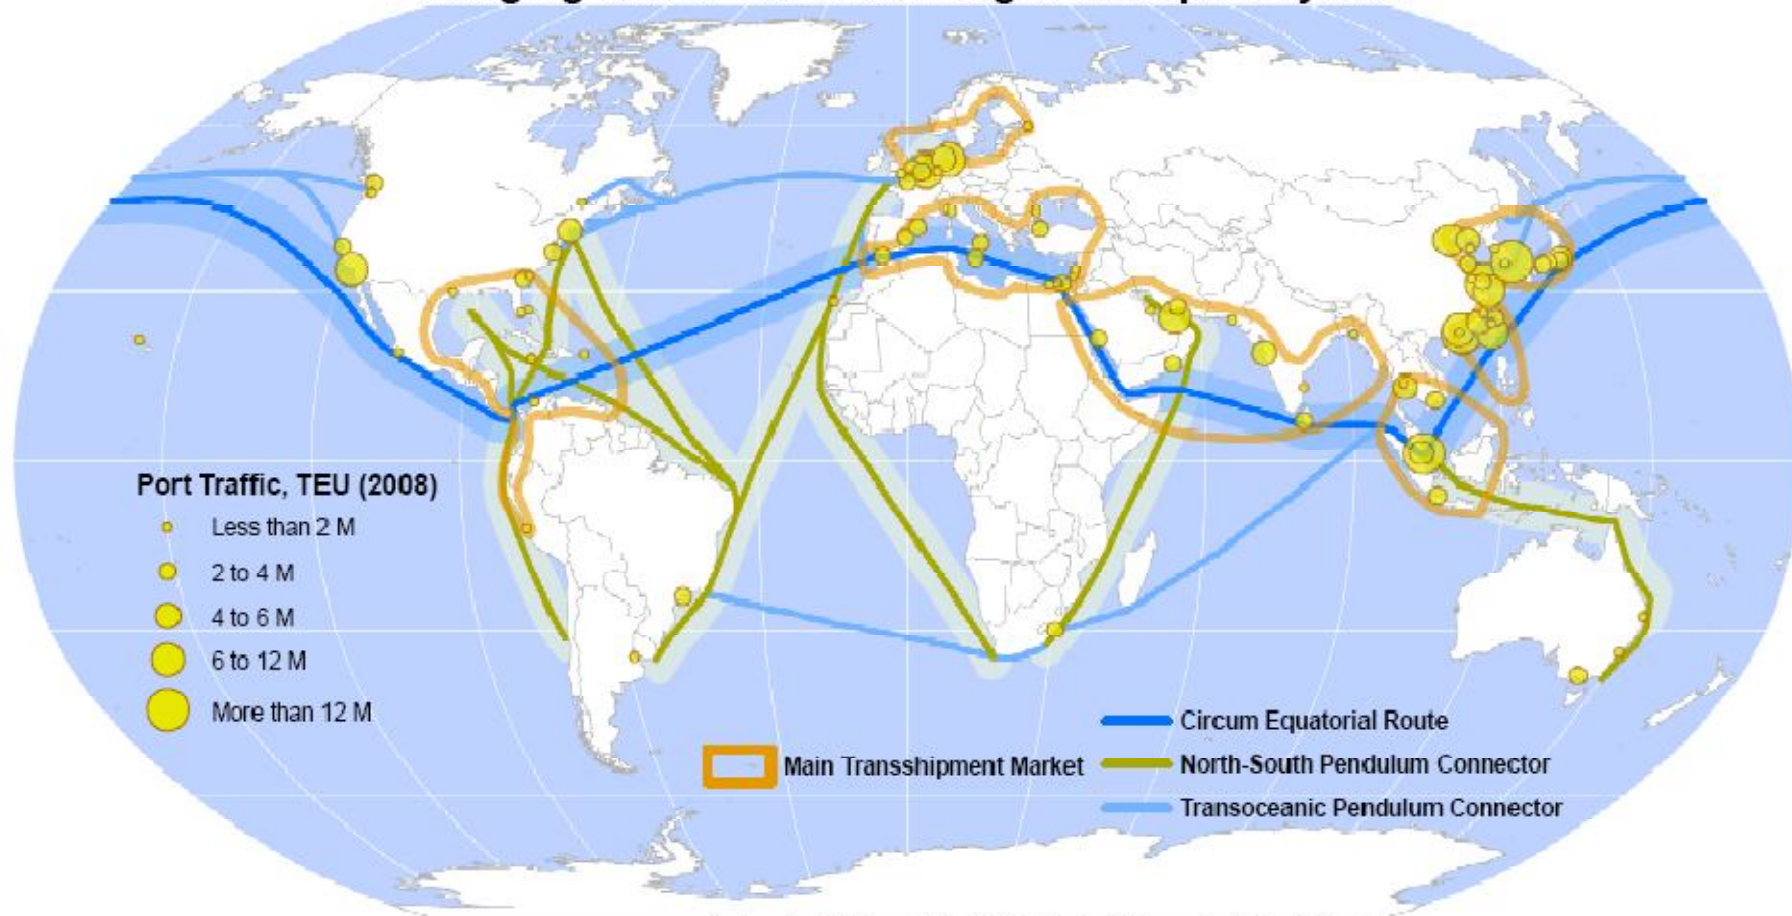 Port Traffic, TEU (2008)
Less than 2 M
2 to 4 M
4 to 6 M
6 to 12 M
More than 12 M
Main Transshipment Market
Circum Equatorial Route
North-South Pendulum Connector
Transoceanic Pendulum Connector